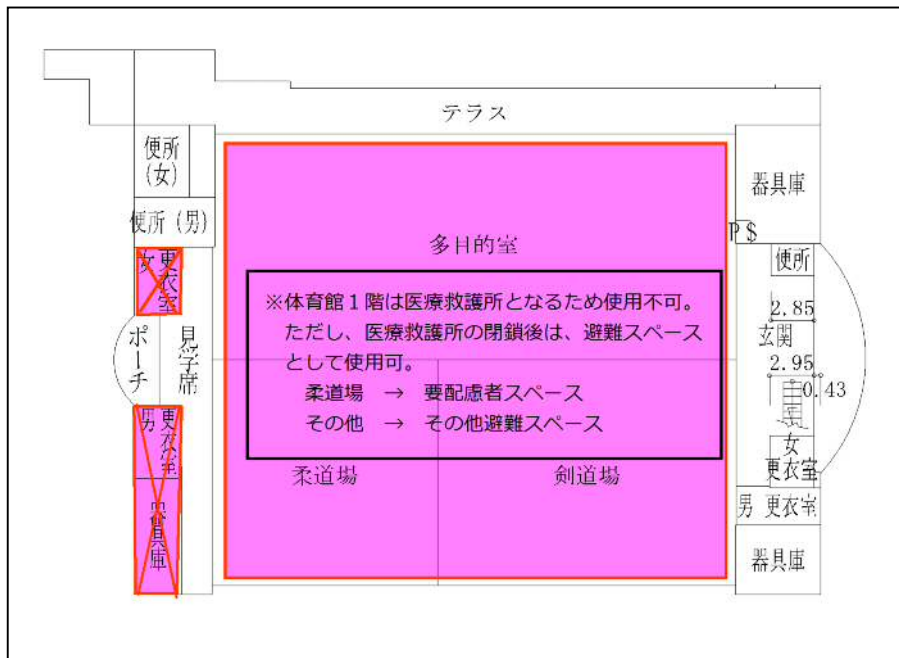 テラス
便所
(女)
便所 (男)
器具庫
多目的室
P S
便所
女 更衣室
※体育館１階は医療救護所となるため使用不可。
ただし、医療救護所の閉鎖後は、避難スペース
として使用可。
柔道場 → 要配慮者スペース
その他 → その他避難スペース
2.85
玄関
2.95
0.43
ポーチ
見学席
男 更衣室
柔道場
剣道場
女
更衣室
男 更衣室
器具庫